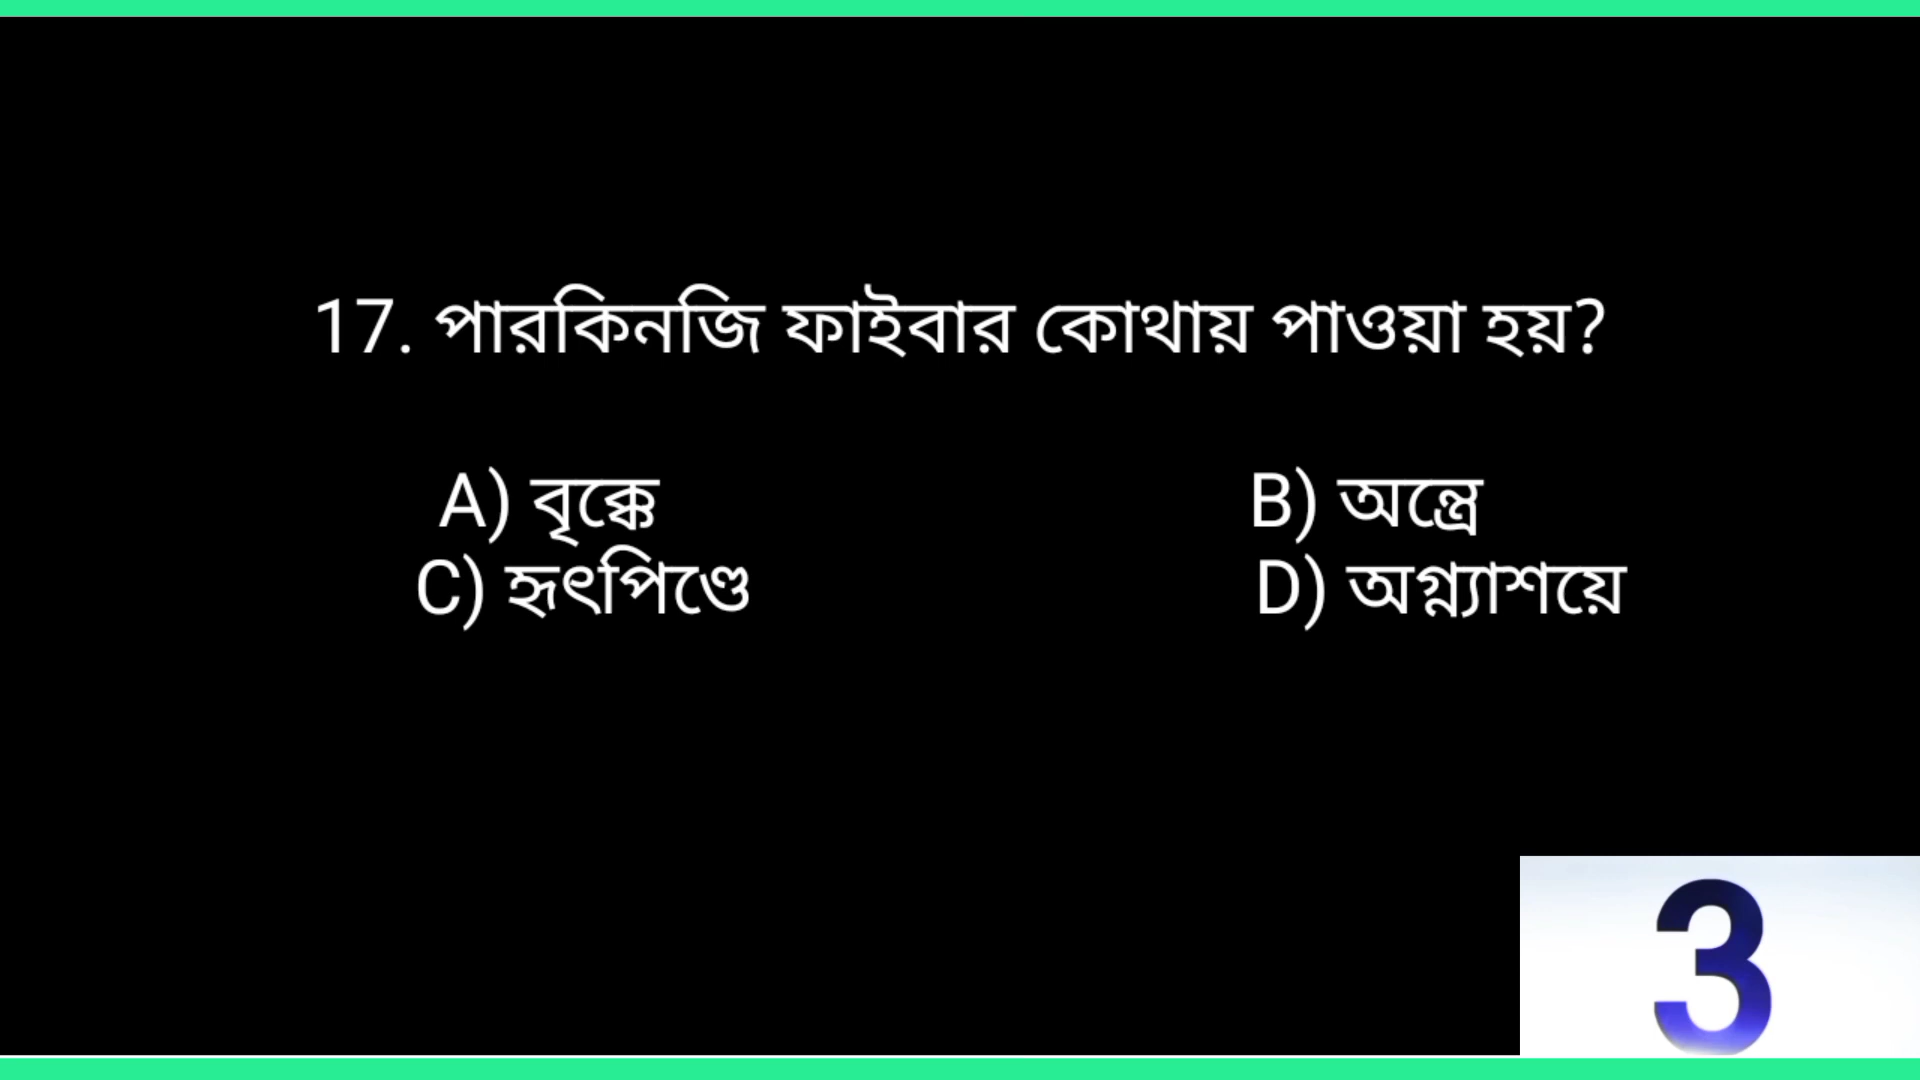 17. পারকিনজি ফাইবার কোথায় পাওয়া হয়?
A) বৃক্কে B) অন্ত্রে
C) হৃৎপিণ্ডে D) অগ্ন্যাশয়ে
3